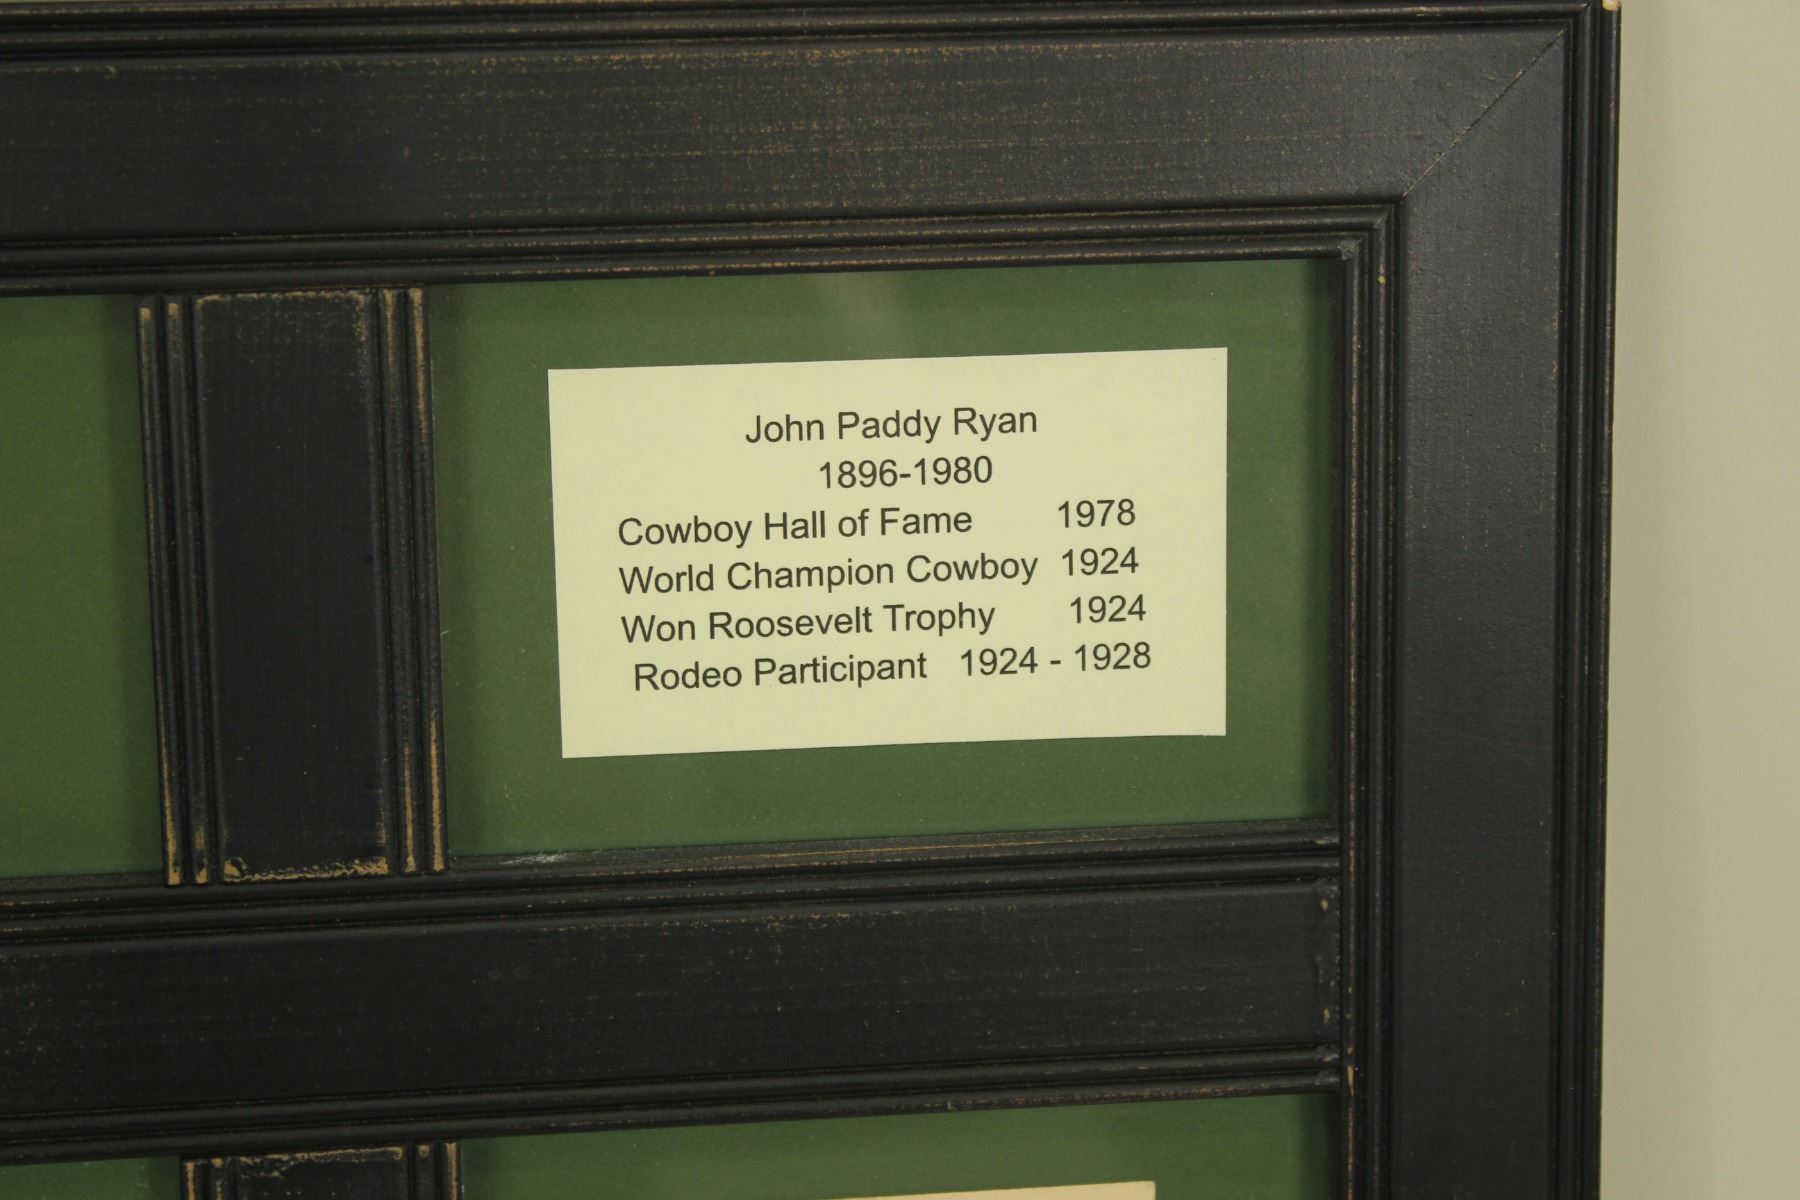 John Paddy Ryan
1896-1980
Cowboy Hall of Fame 1978
World Champion Cowboy 1924
Won Roosevelt Trophy 1924
Rodeo Participant 1924 - 1928